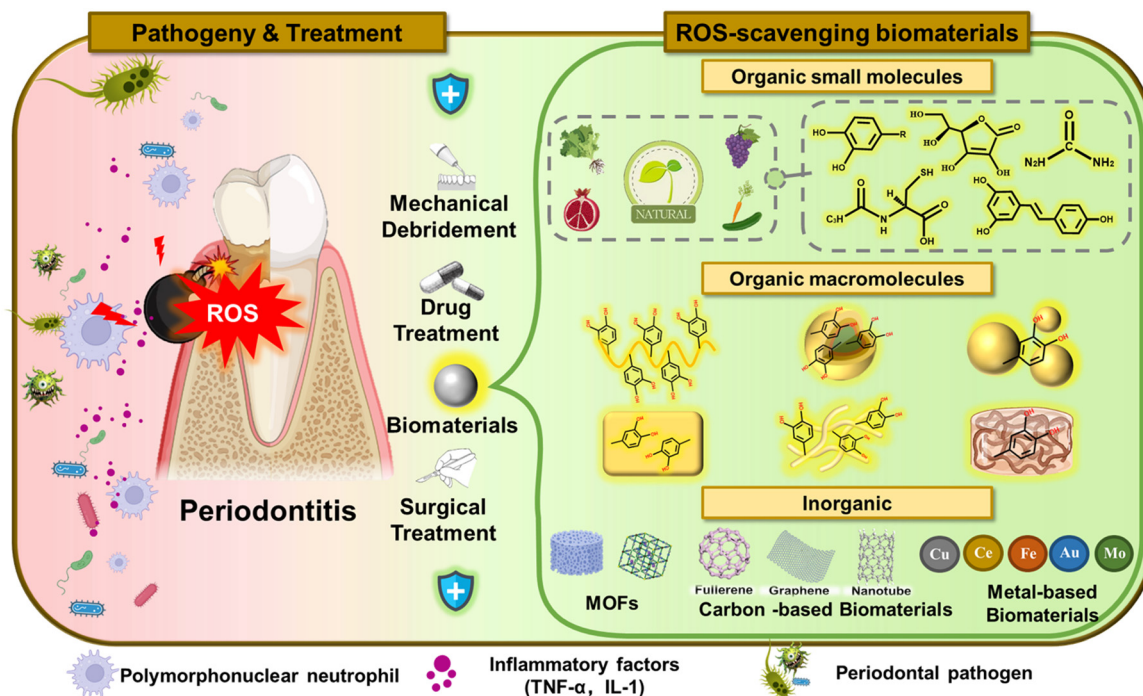 Pathogeny & Treatment
ROS-scavenging biomaterials
Organic small molecules
NATURAL
HO
HO
R
HO
HO
O
O
HO
OH
O
C
N₂H
NH₂
O
C₃H
C
N
H
H
SH
O
OH
HO
HO
OH
Mechanical
Debridement
ROS
Drug
Treatment
Biomaterials
Surgical
Treatment
Periodontitis
Organic macromolecules
OH
OH
Inorganic
MOFs
Fullerene
Graphene
Nanotube
Carbon -based Biomaterials
Cu
Ce
Fe
Au
Mo
Metal-based
Biomaterials
Polymorphonuclear neutrophil
Inflammatory factors
(TNF-α, IL-1)
Periodontal pathogen